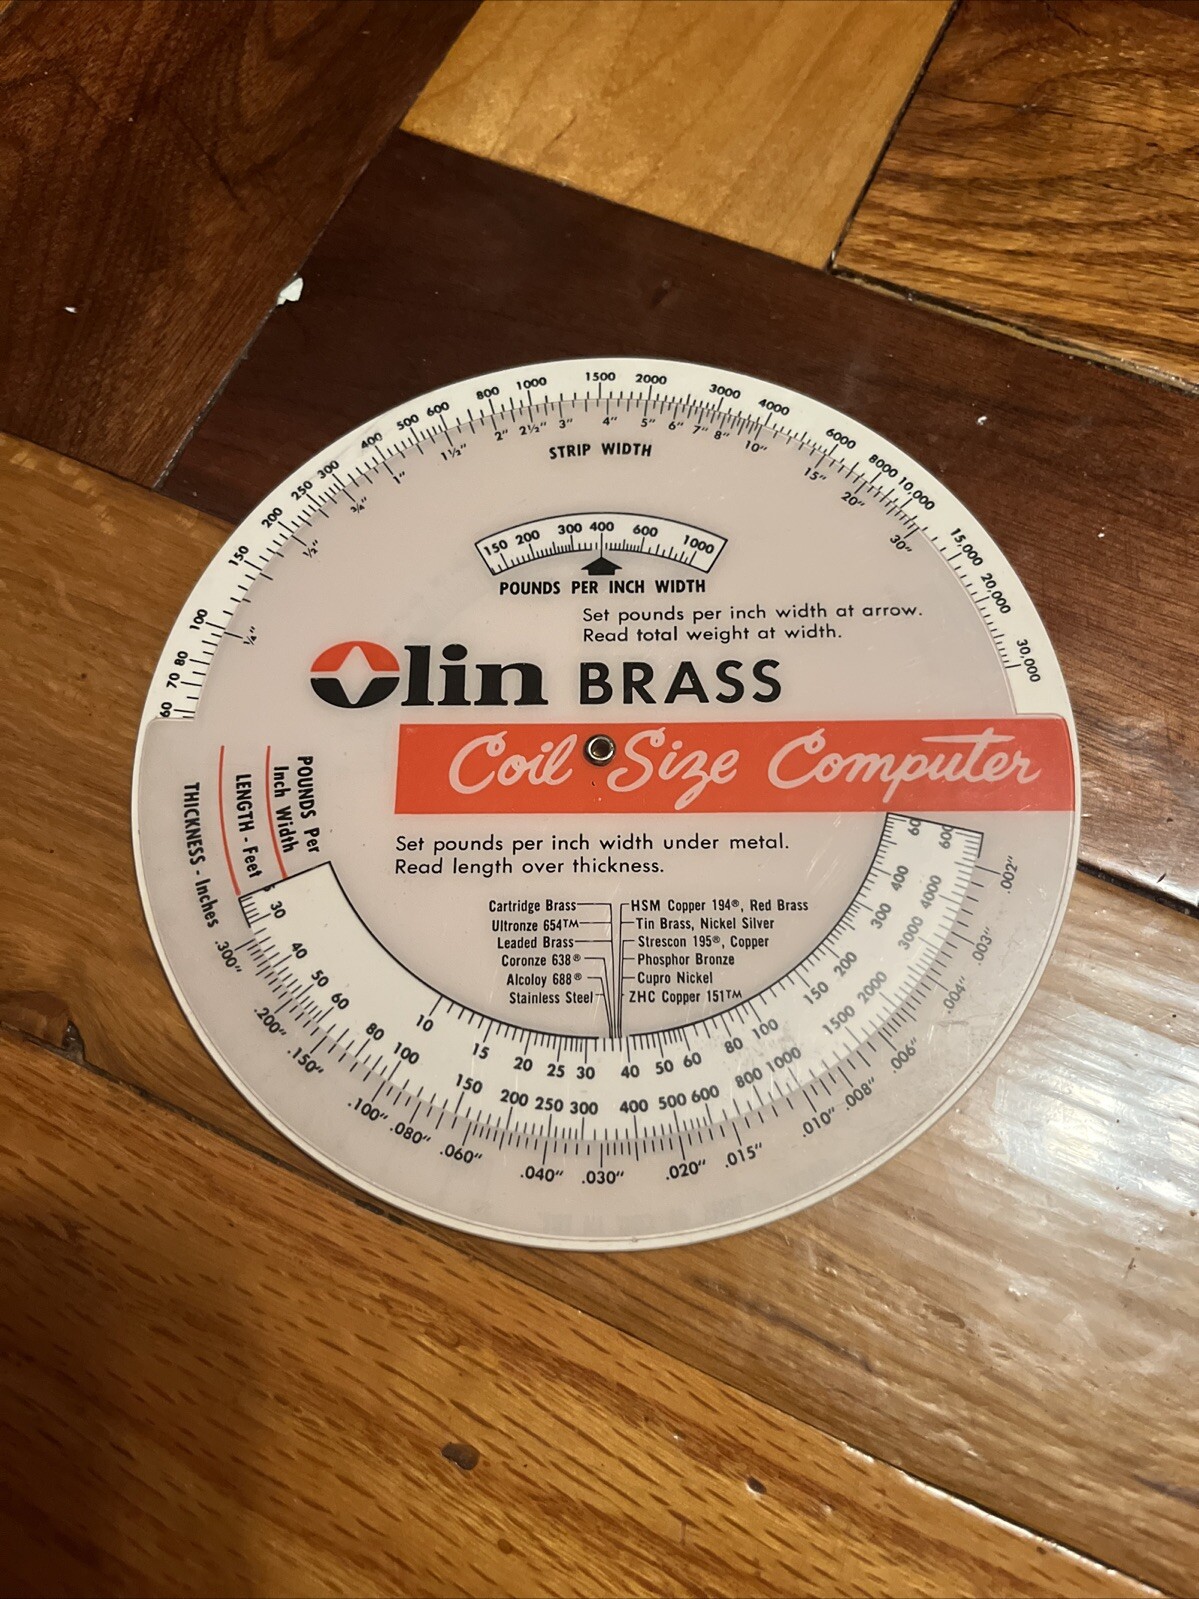 60 70 80 100 150 200 250 300 400 500 600 800 1000 1500 2000 3000 4000 6000 8000 10,000 15,000 20,000 30,000
1/4" 1/2" 3/4" 1" 1 1/2" 2" 2 1/2" 3" 4" 5" 6" 7" 8" 10" 15" 20" 30"
STRIP WIDTH
150 200 300 400 600 1000
POUNDS PER INCH WIDTH
Set pounds per inch width at arrow.
Read total weight at width.
Olin BRASS
Coil Size Computer
POUNDS Per
Inch Width
LENGTH - Feet
THICKNESS - Inches
Set pounds per inch width under metal.
Read length over thickness.
Cartridge Brass
Ultronze 654™
Leaded Brass
Coronze 638®
Alcoloy 688®
Stainless Steel
HSM Copper 194®, Red Brass
Tin Brass, Nickel Silver
Strescon 195®, Copper
Phosphor Bronze
Cupro Nickel
ZHC Copper 151™
10 15 20 25 30 40 50 60 80 100 150 200 300 400 60
30 40 50 60 80 100 150 200 250 300 400 500 600 800 1000 1500 2000 3000 4000 600
.300" .200" .150" .100" .080" .060" .040" .030" .020" .015" .010" .008" .006" .004" .003" .002"